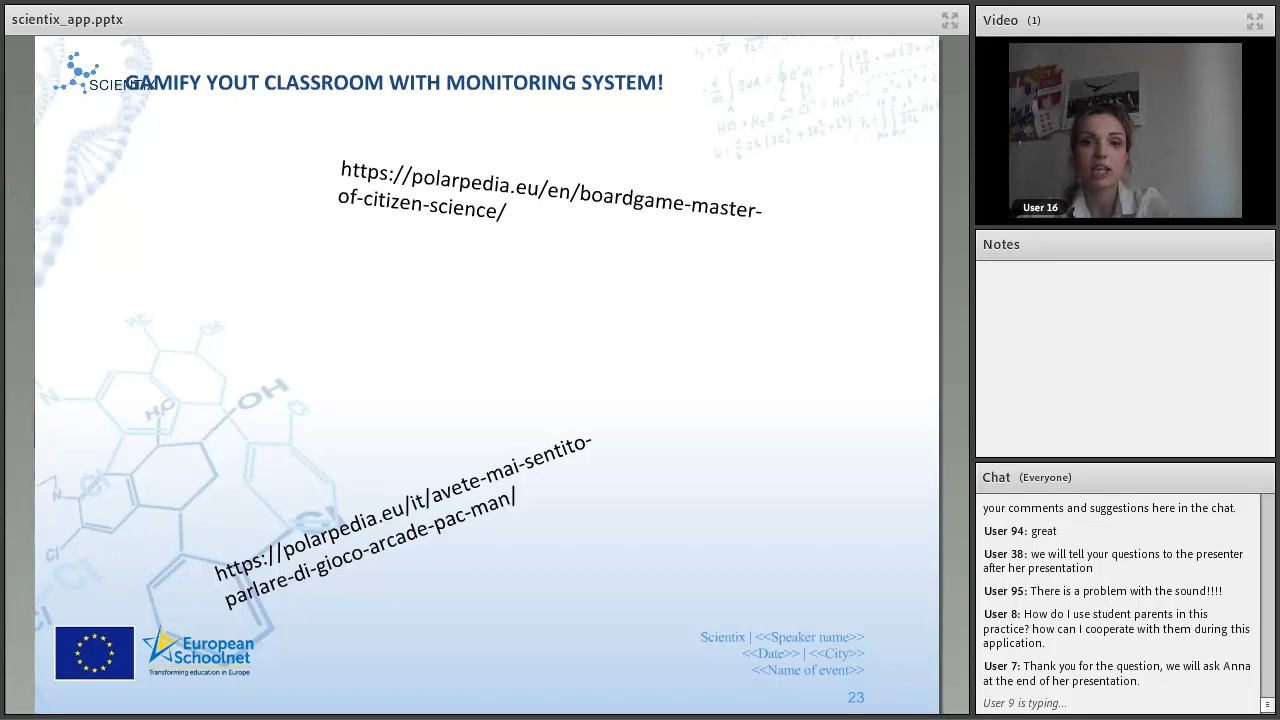 scientix_app.pptx
SCIENTIX
GAMIFY YOUT CLASSROOM WITH MONITORING SYSTEM!
https://polarpedia.eu/en/boardgame-master-
of-citizen-science/
https://polarpedia.eu/it/avete-mai-sentito-
parlare-di-gioco-arcade-pac-man/
European
Schoolnet
Transforming education in Europe
Scientix | <<Speaker name>>
<<Date>> | <<City>>
<<Name of event>>
23
Video (1)
User 16
Notes
Chat (Everyone)
your comments and suggestions here in the chat.
User 94: great
User 38: we will tell your questions to the presenter
after her presentation
User 95: There is a problem with the sound!!!!
User 8: How do I use student parents in this
practice? how can I cooperate with them during this
application.
User 7: Thank you for the question, we will ask Anna
at the end of her presentation.
User 9 is typing...